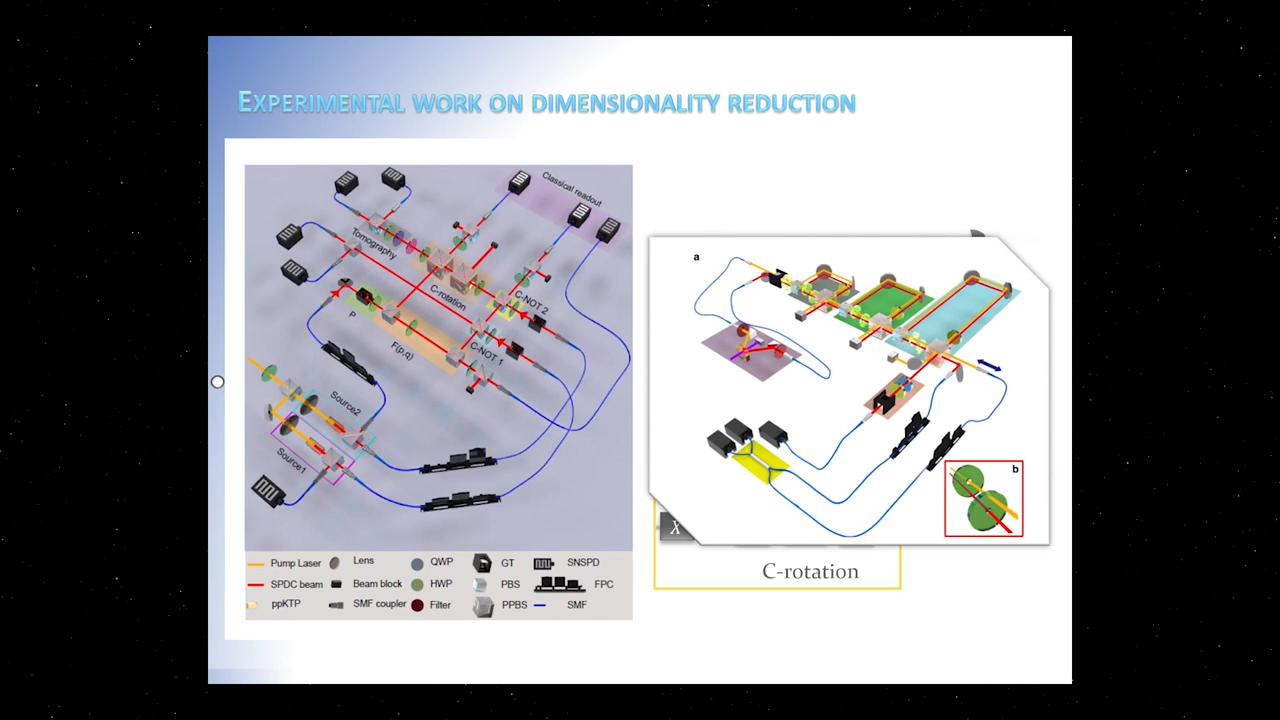 EXPERIMENTAL WORK ON DIMENSIONALITY REDUCTION
Classical readout
Tomography
C-rotation
C-NOT 2
P
F(p,q)
C-NOT 1
Source2
Source1
Pump Laser
Lens
QWP
GT
SNSPD
SPDC beam
Beam block
HWP
PBS
FPC
ppKTP
SMF coupler
Filter
PPBS
SMF
a
b
X
C-rotation